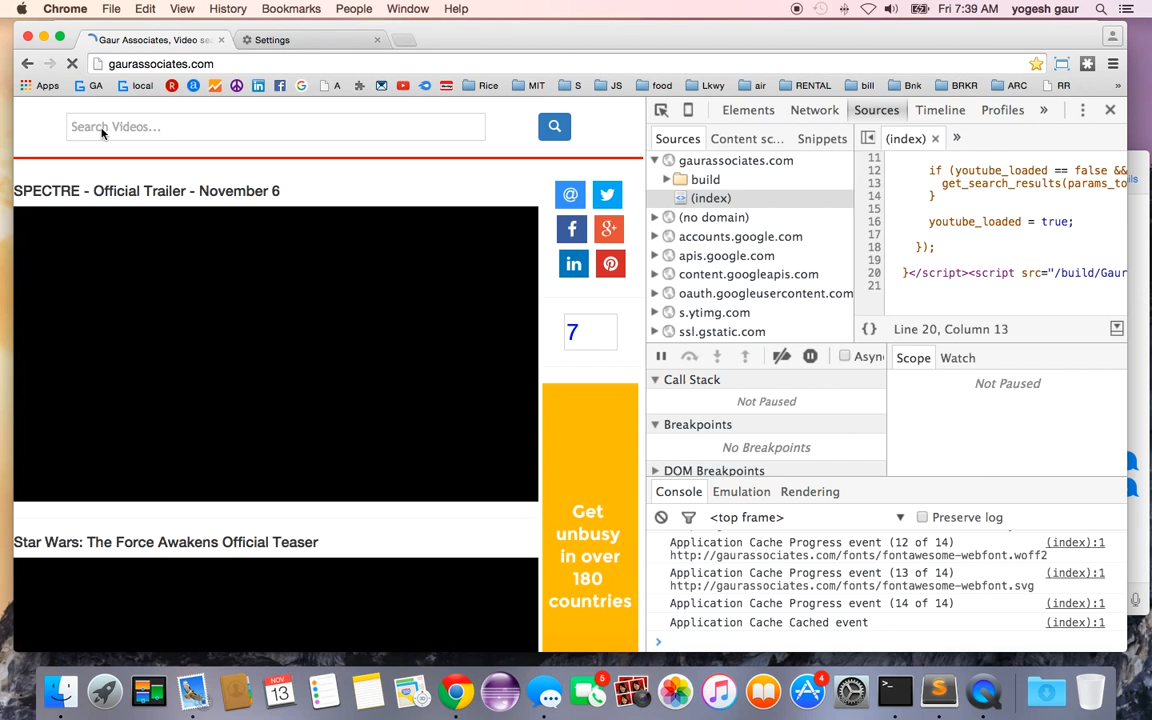 Chrome File Edit View History Bookmarks People Window Help Fri 7:39 AM yogesh gaur
Gaur Associates, Video se × Settings ×
gaurassociates.com
Apps GA local A Rice MIT S JS food Lkwy air RENTAL bill Bnk BRKR ARC RR »
Search Videos...
SPECTRE - Official Trailer - November 6
7
Star Wars: The Force Awakens Official Teaser
Get
unbusy
in over
180
countries
Elements Network Sources Timeline Profiles »
Sources Content sc... Snippets
gaurassociates.com
build
(index)
(no domain)
accounts.google.com
apis.google.com
content.googleapis.com
oauth.googleusercontent.com
s.ytimg.com
ssl.gstatic.com
(index) × »
11
12 if (youtube_loaded == false &&
13 get_search_results(params_to
14 }
15
16 youtube_loaded = true;
17
18 });
19
20 }</script><script src="/build/Gaur
21
{} Line 20, Column 13
Async
Call Stack
Not Paused
Breakpoints
No Breakpoints
DOM Breakpoints
Scope Watch
Not Paused
Console Emulation Rendering
<top frame> ▼ Preserve log
Application Cache Progress event (12 of 14) (index):1
http://gaurassociates.com/fonts/fontawesome-webfont.woff2
Application Cache Progress event (13 of 14) (index):1
http://gaurassociates.com/fonts/fontawesome-webfont.svg
Application Cache Progress event (14 of 14) (index):1
Application Cache Cached event (index):1
>
NOV
13
5
4